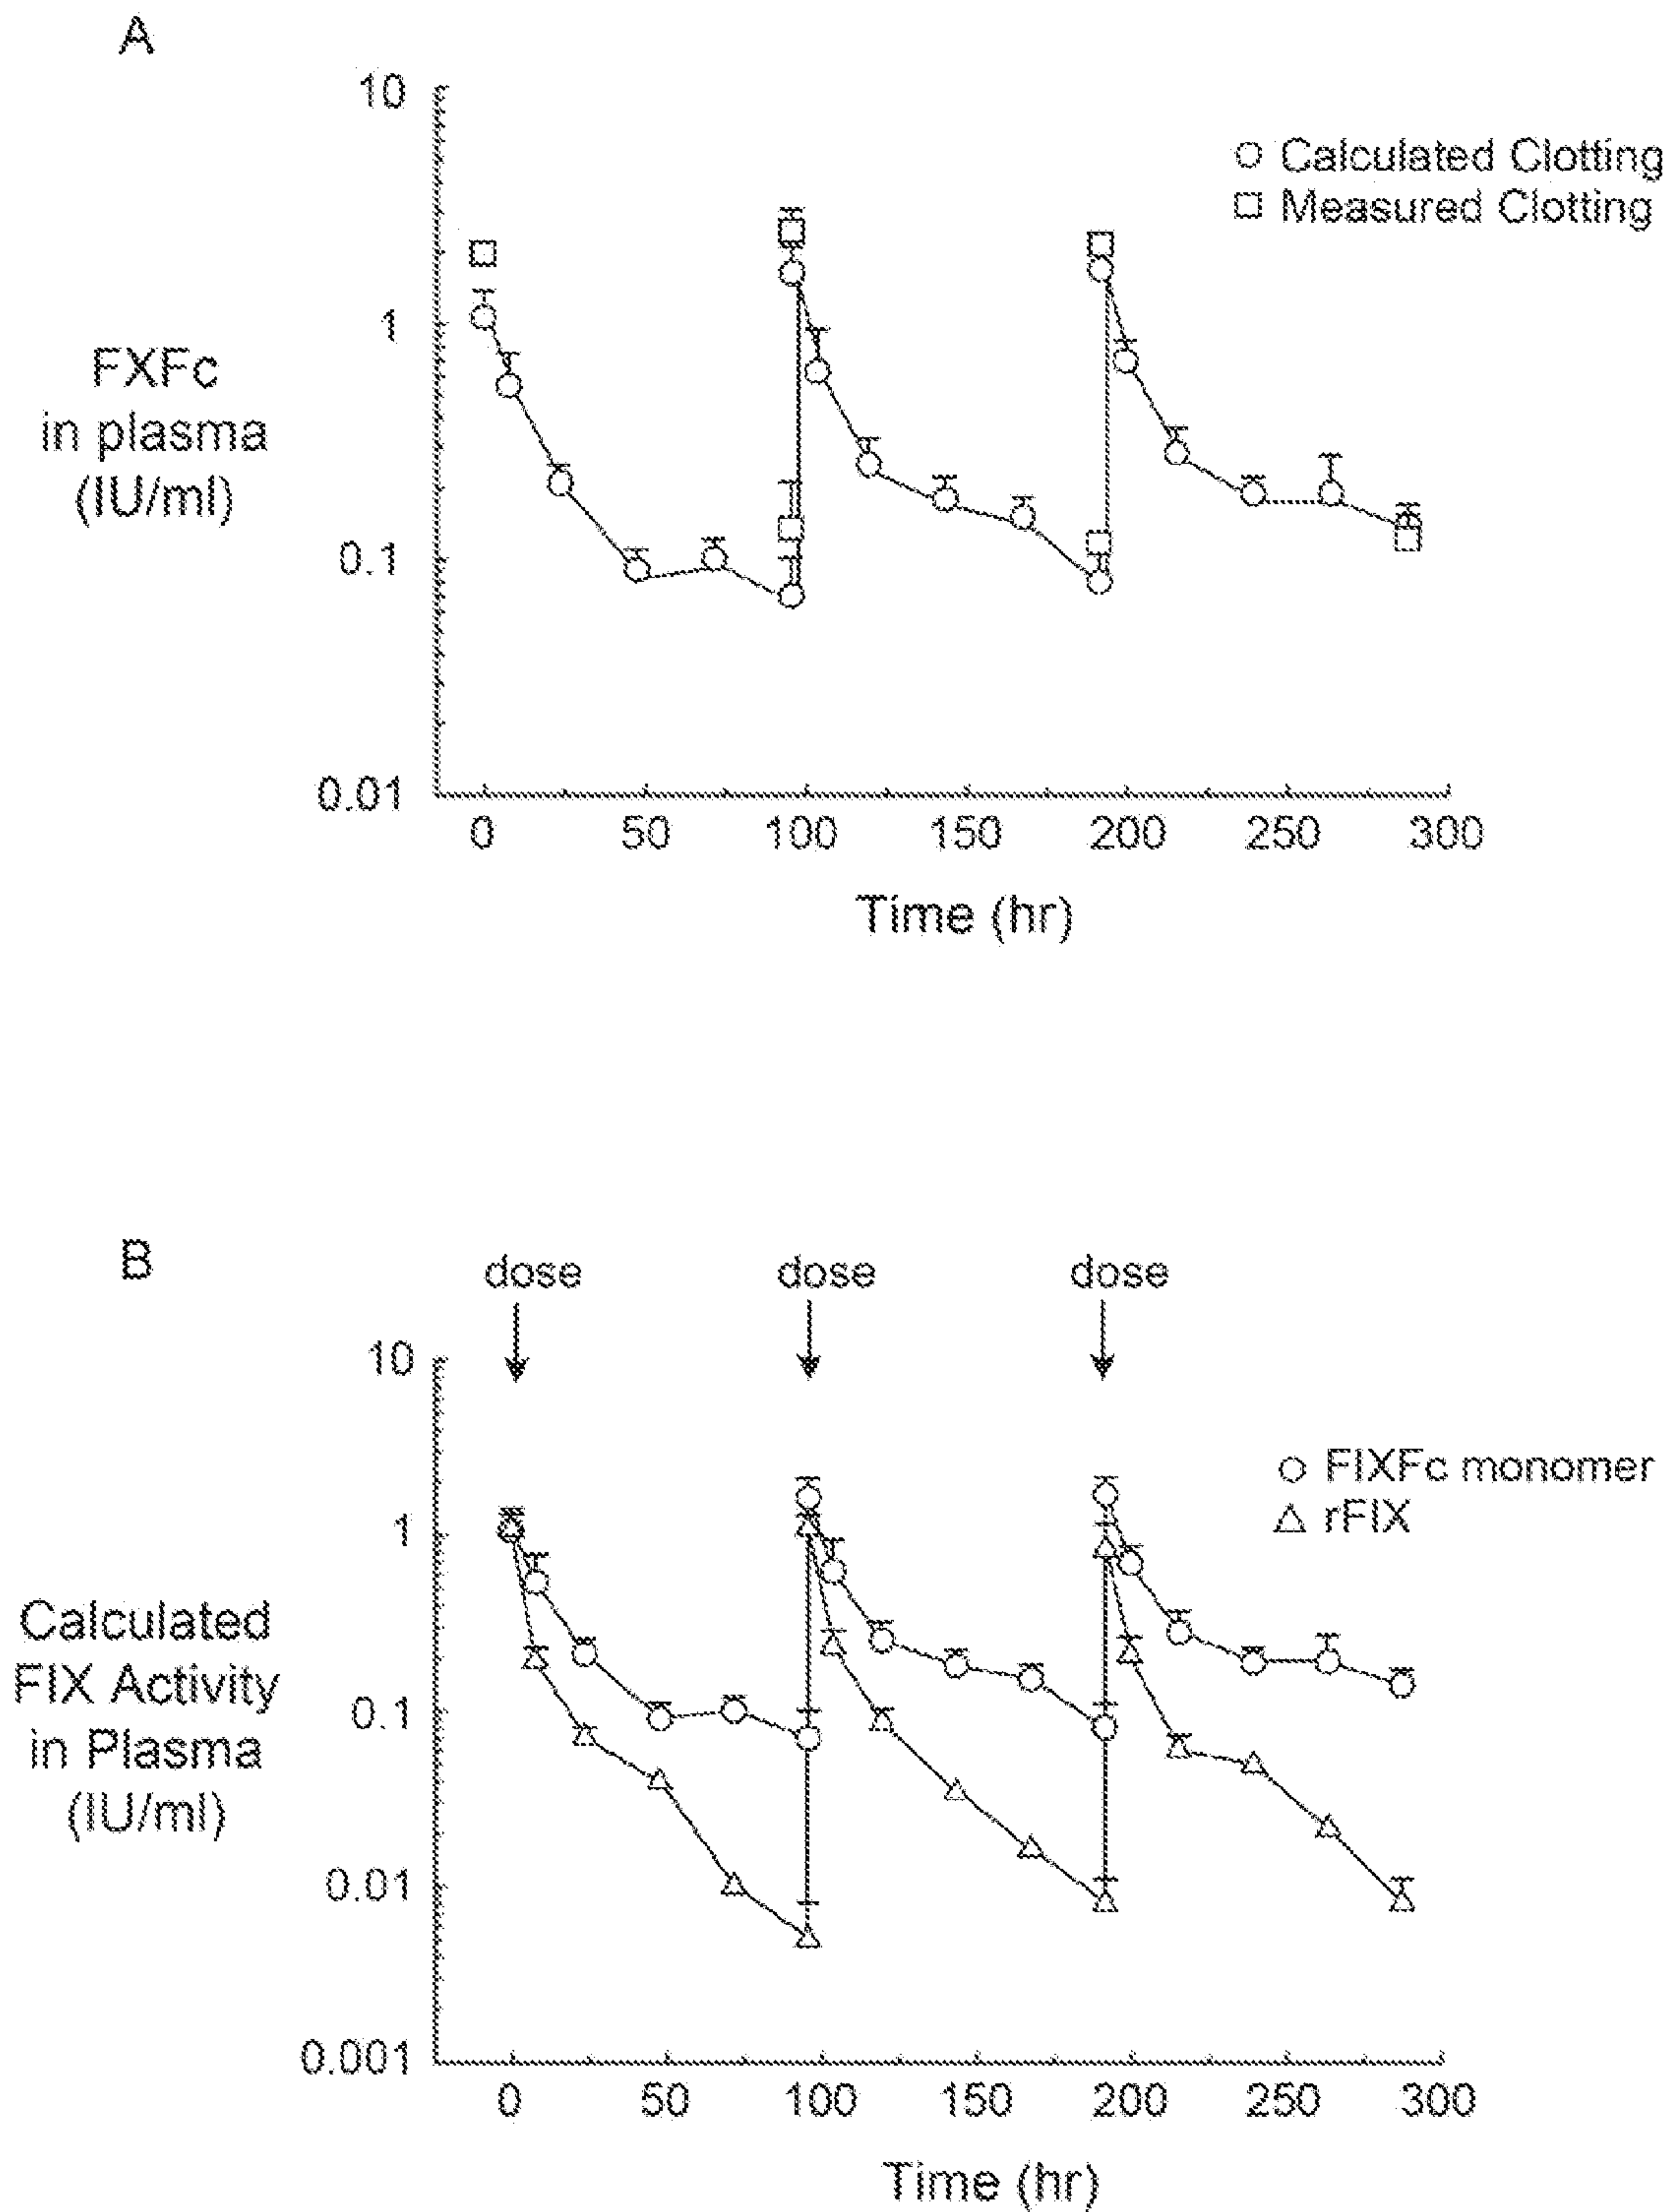 A
10
1
0.1
0.01
FXFc
in plasma
(IU/ml)
Calculated Clotting
Measured Clotting
0 50 100 150 200 250 300
Time (hr)
B
dose dose dose
10
1
0.1
0.01
0.001
Calculated
FIX Activity
in Plasma
(IU/ml)
FIXFc monomer
rFIX
0 50 100 150 200 250 300
Time (hr)